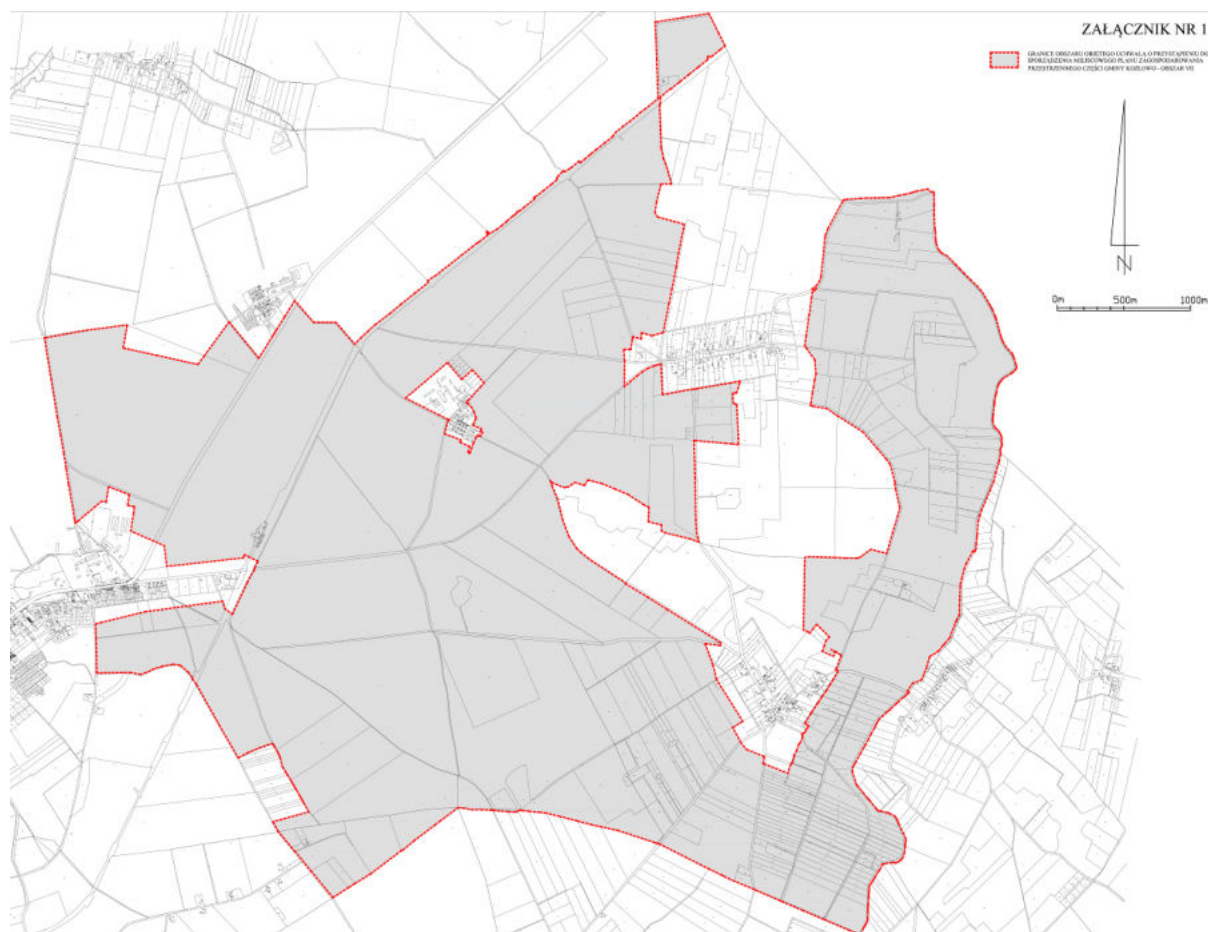 ZAŁĄCZNIK NR 1
GRANICE OBSZARU OBJĘTEGO UCHWAŁĄ O PRZYSTĄPIENIU DO
SPORZĄDZENIA MIEJSCOWEGO PLANU ZAGOSPODAROWANIA
PRZESTRZENNEGO CZĘŚCI GMINY KOZŁOWO - OBSZAR VII
N
0m 500m 1000m